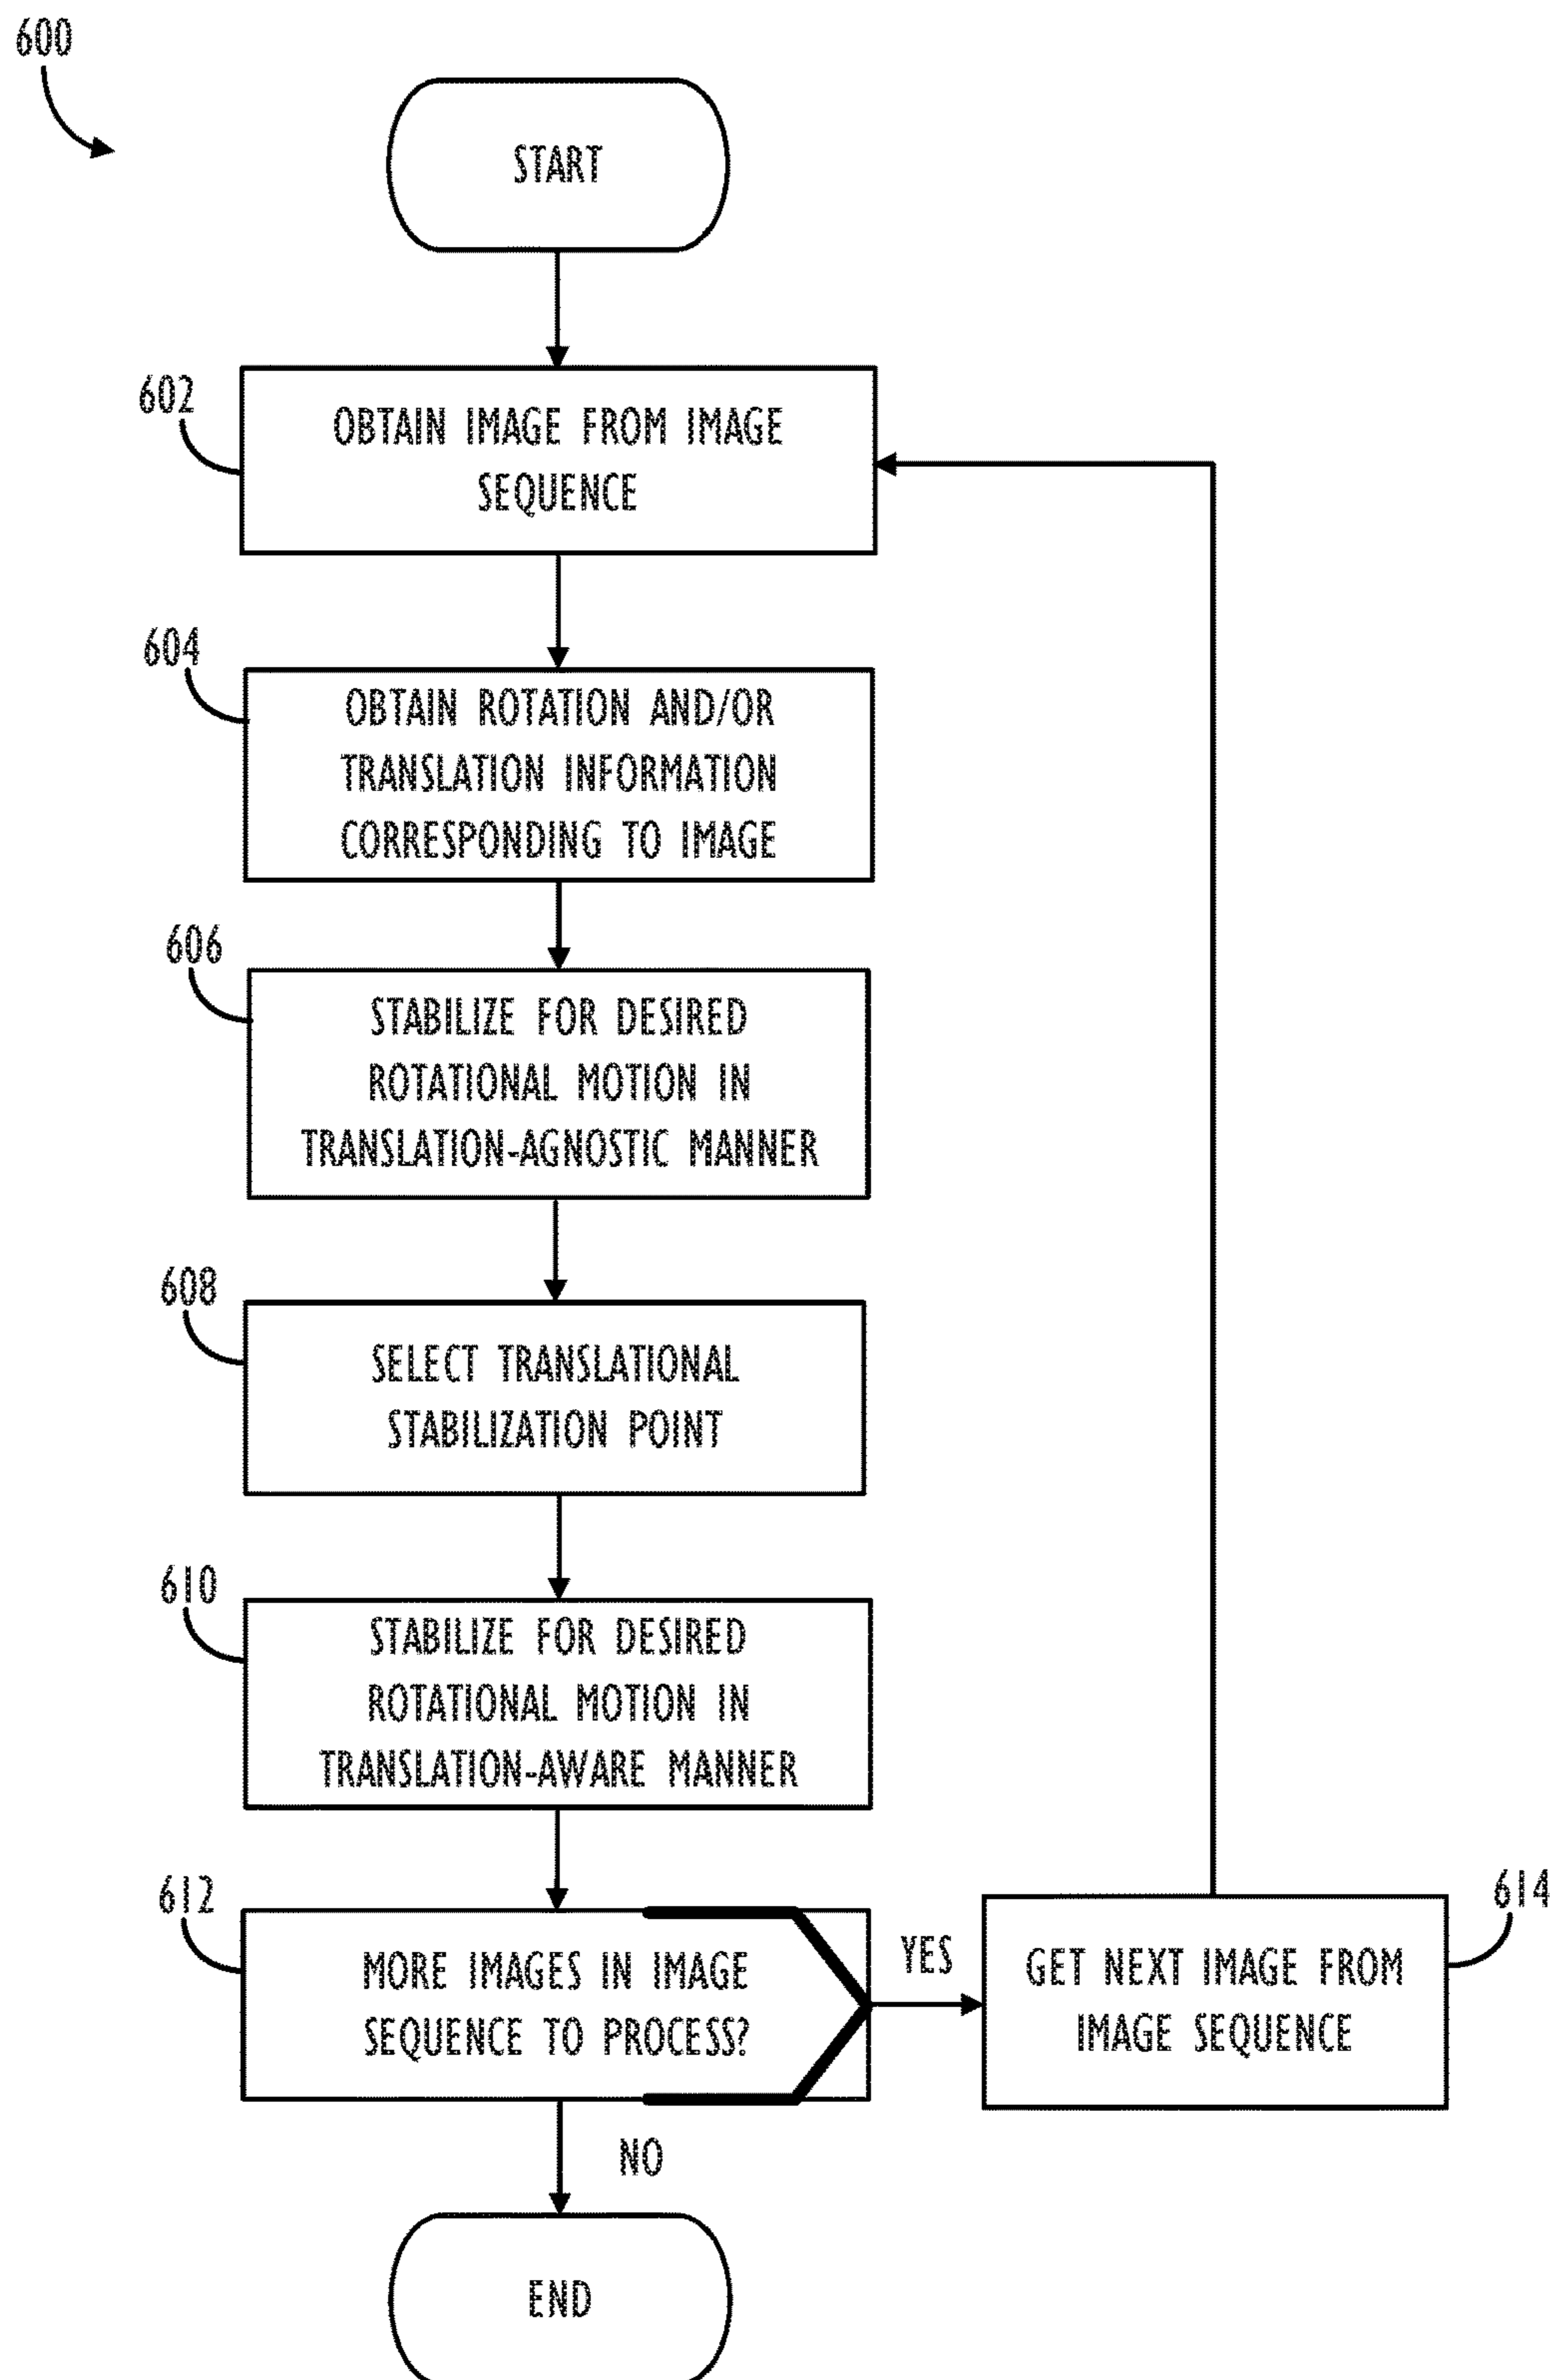 600
START
602
OBTAIN IMAGE FROM IMAGE
SEQUENCE
604
OBTAIN ROTATION AND/OR
TRANSLATION INFORMATION
CORRESPONDING TO IMAGE
606
STABILIZE FOR DESIRED
ROTATIONAL MOTION IN
TRANSLATION-AGNOSTIC MANNER
608
SELECT TRANSLATIONAL
STABILIZATION POINT
610
STABILIZE FOR DESIRED
ROTATIONAL MOTION IN
TRANSLATION-AWARE MANNER
612
MORE IMAGES IN IMAGE
SEQUENCE TO PROCESS?
YES
614
GET NEXT IMAGE FROM
IMAGE SEQUENCE
NO
END